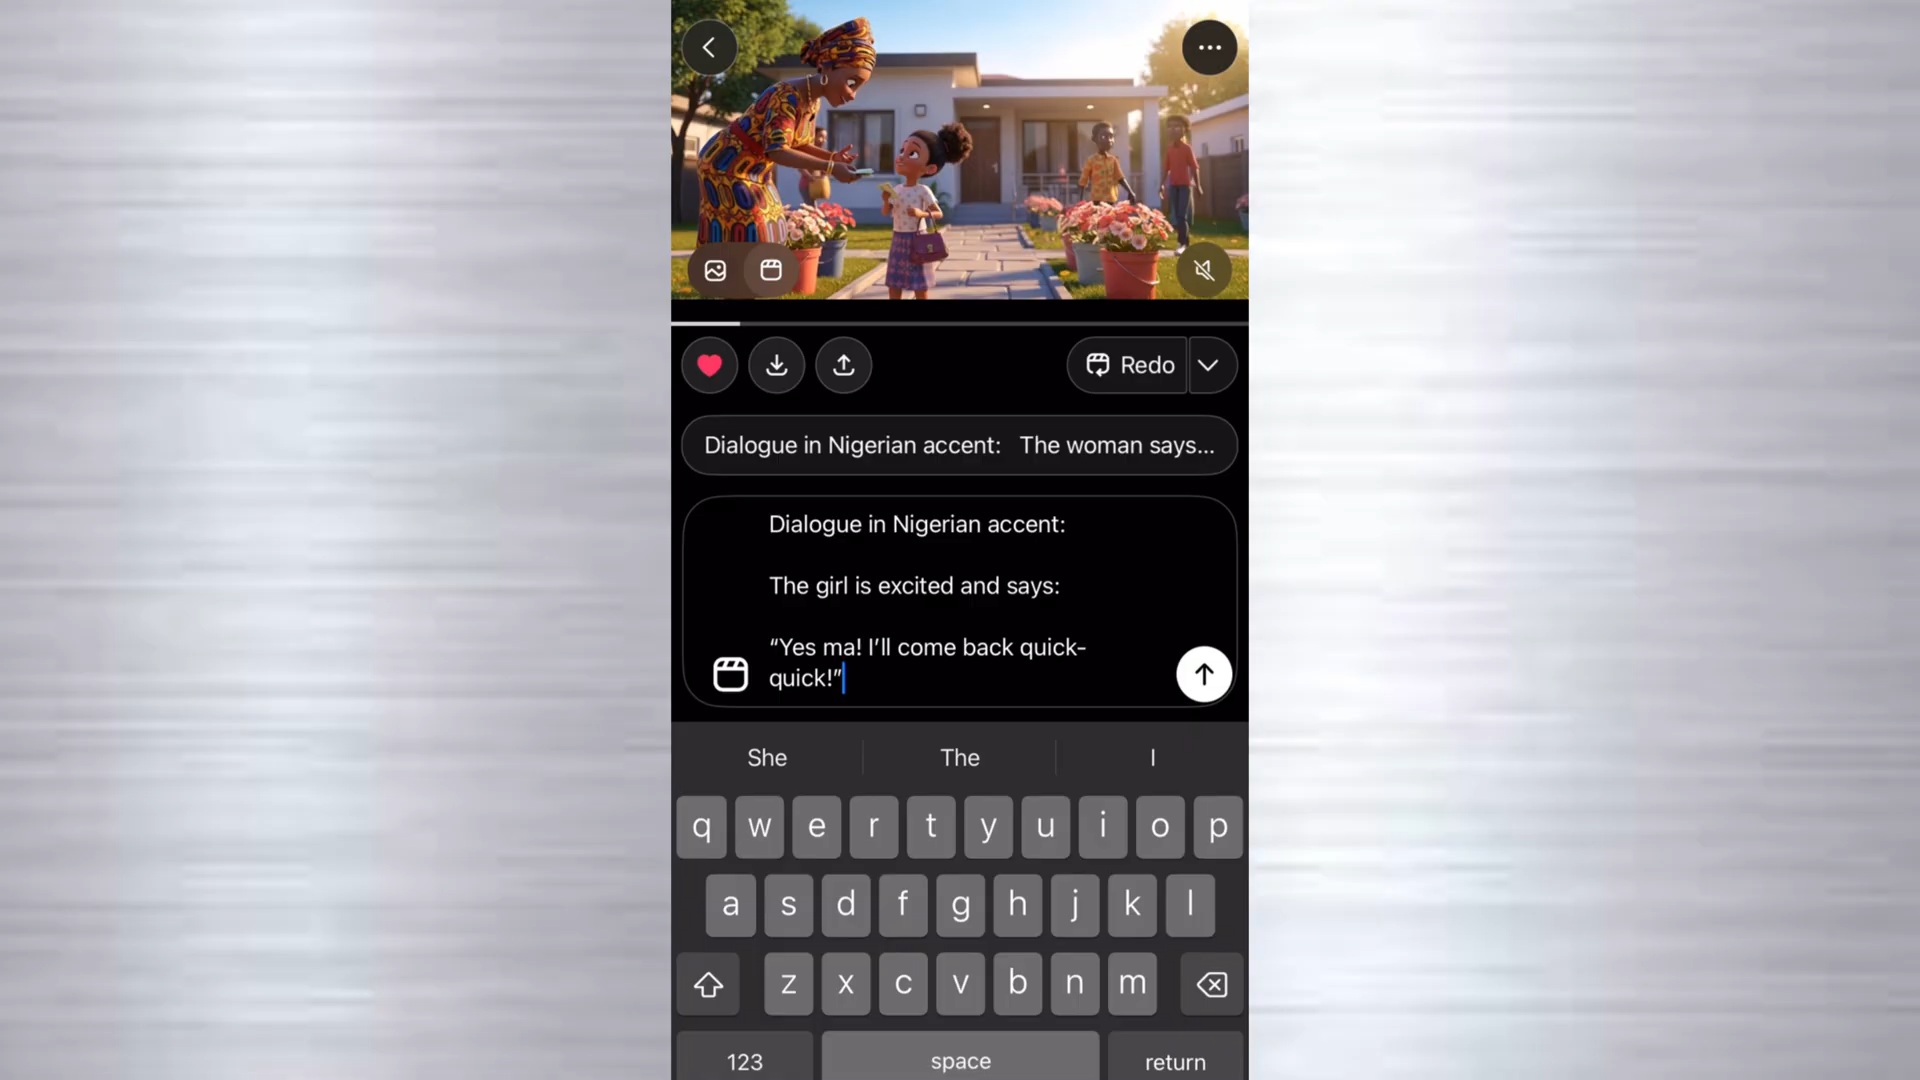 Redo
Dialogue in Nigerian accent: The woman says...
Dialogue in Nigerian accent:
The girl is excited and says:
“Yes ma! I’ll come back quick-
quick!”
She The I
q w e r t y u i o p
a s d f g h j k l
z x c v b n m
123 space return